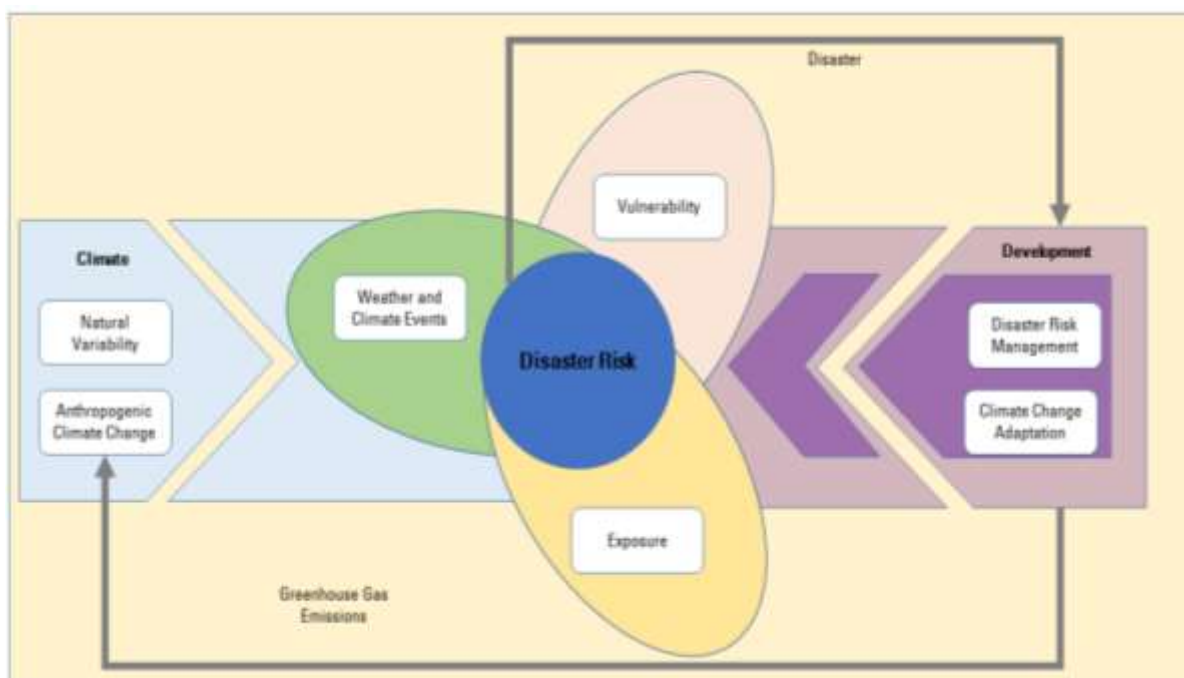 Disaster
Vulnerability
Climate
Development
Weather and
Climate Events
Natural
Variability
Disaster Risk
Management
Disaster Risk
Anthropogenic
Climate Change
Climate Change
Adaptation
Exposure
Greenhouse Gas
Emissions